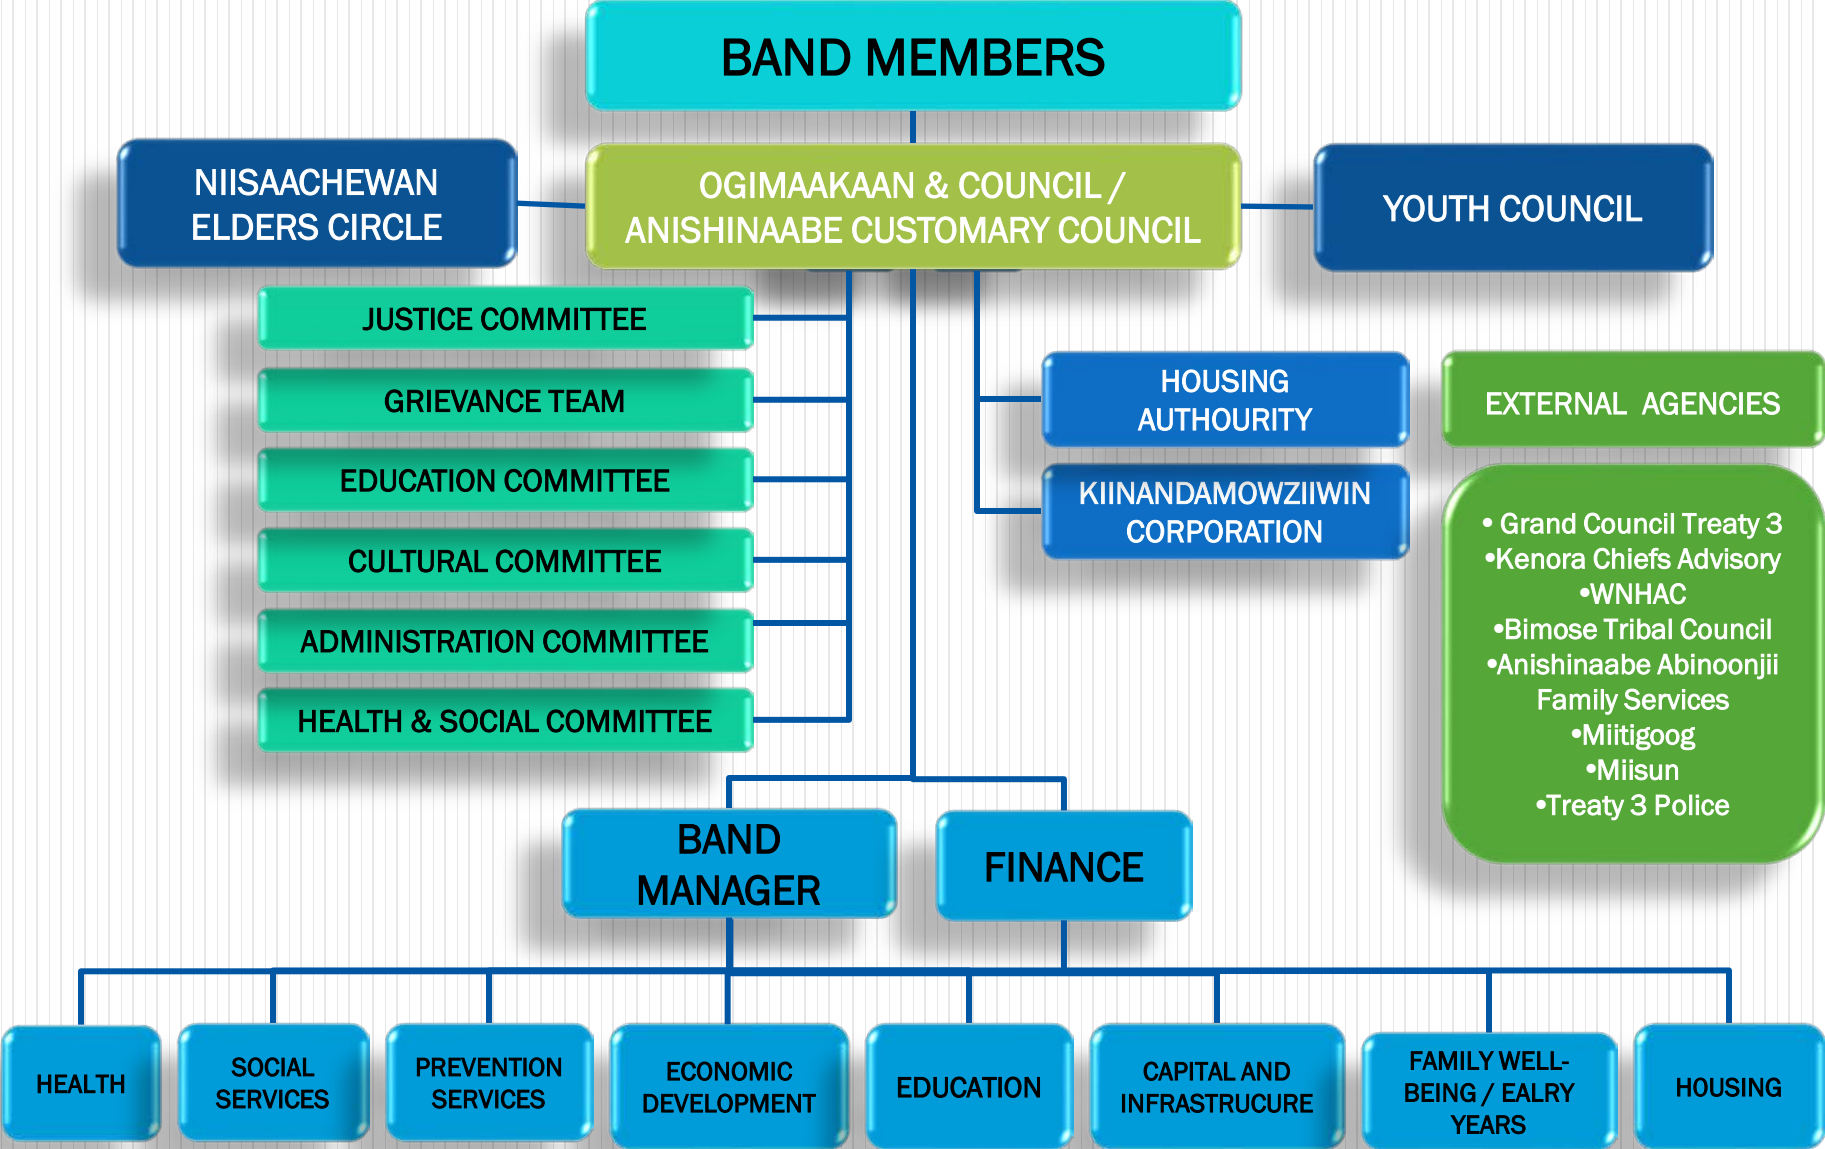 BAND MEMBERS
NIISAACHEWAN
ELDERS CIRCLE
OGIMAAKAAN & COUNCIL /
ANISHINAABE CUSTOMARY COUNCIL
YOUTH COUNCIL
JUSTICE COMMITTEE
GRIEVANCE TEAM
EDUCATION COMMITTEE
CULTURAL COMMITTEE
ADMINISTRATION COMMITTEE
HEALTH & SOCIAL COMMITTEE
HOUSING
AUTHOURITY
KIINANDAMOWZIIWIN
CORPORATION
EXTERNAL AGENCIES
• Grand Council Treaty 3
•Kenora Chiefs Advisory
•WNHAC
•Bimose Tribal Council
•Anishinaabe Abinoonjii
Family Services
•Miitigoog
•Miisun
•Treaty 3 Police
BAND
MANAGER
FINANCE
HEALTH
SOCIAL
SERVICES
PREVENTION
SERVICES
ECONOMIC
DEVELOPMENT
EDUCATION
CAPITAL AND
INFRASTRUCURE
FAMILY WELL-
BEING / EALRY
YEARS
HOUSING